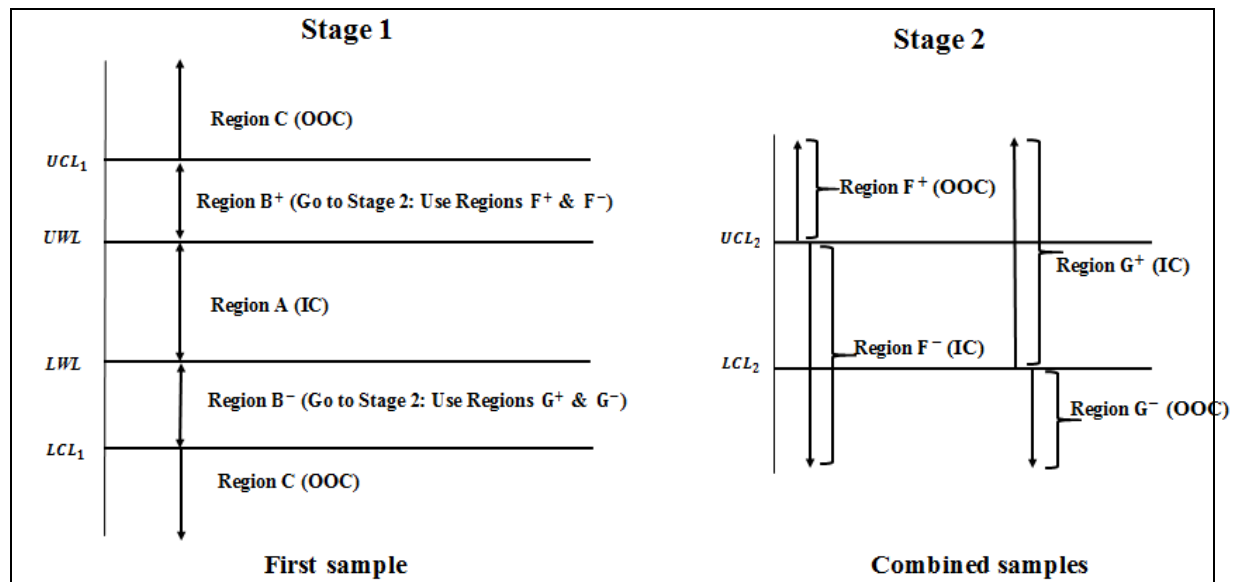 Stage 1
Region C (OOC)
UCL₁
Region B⁺ (Go to Stage 2: Use Regions F⁺ & F⁻)
UWL
Region A (IC)
LWL
Region B⁻ (Go to Stage 2: Use Regions G⁺ & G⁻)
LCL₁
Region C (OOC)
First sample
Stage 2
Region F⁺ (OOC)
UCL₂
Region G⁺ (IC)
Region F⁻ (IC)
LCL₂
Region G⁻ (OOC)
Combined samples